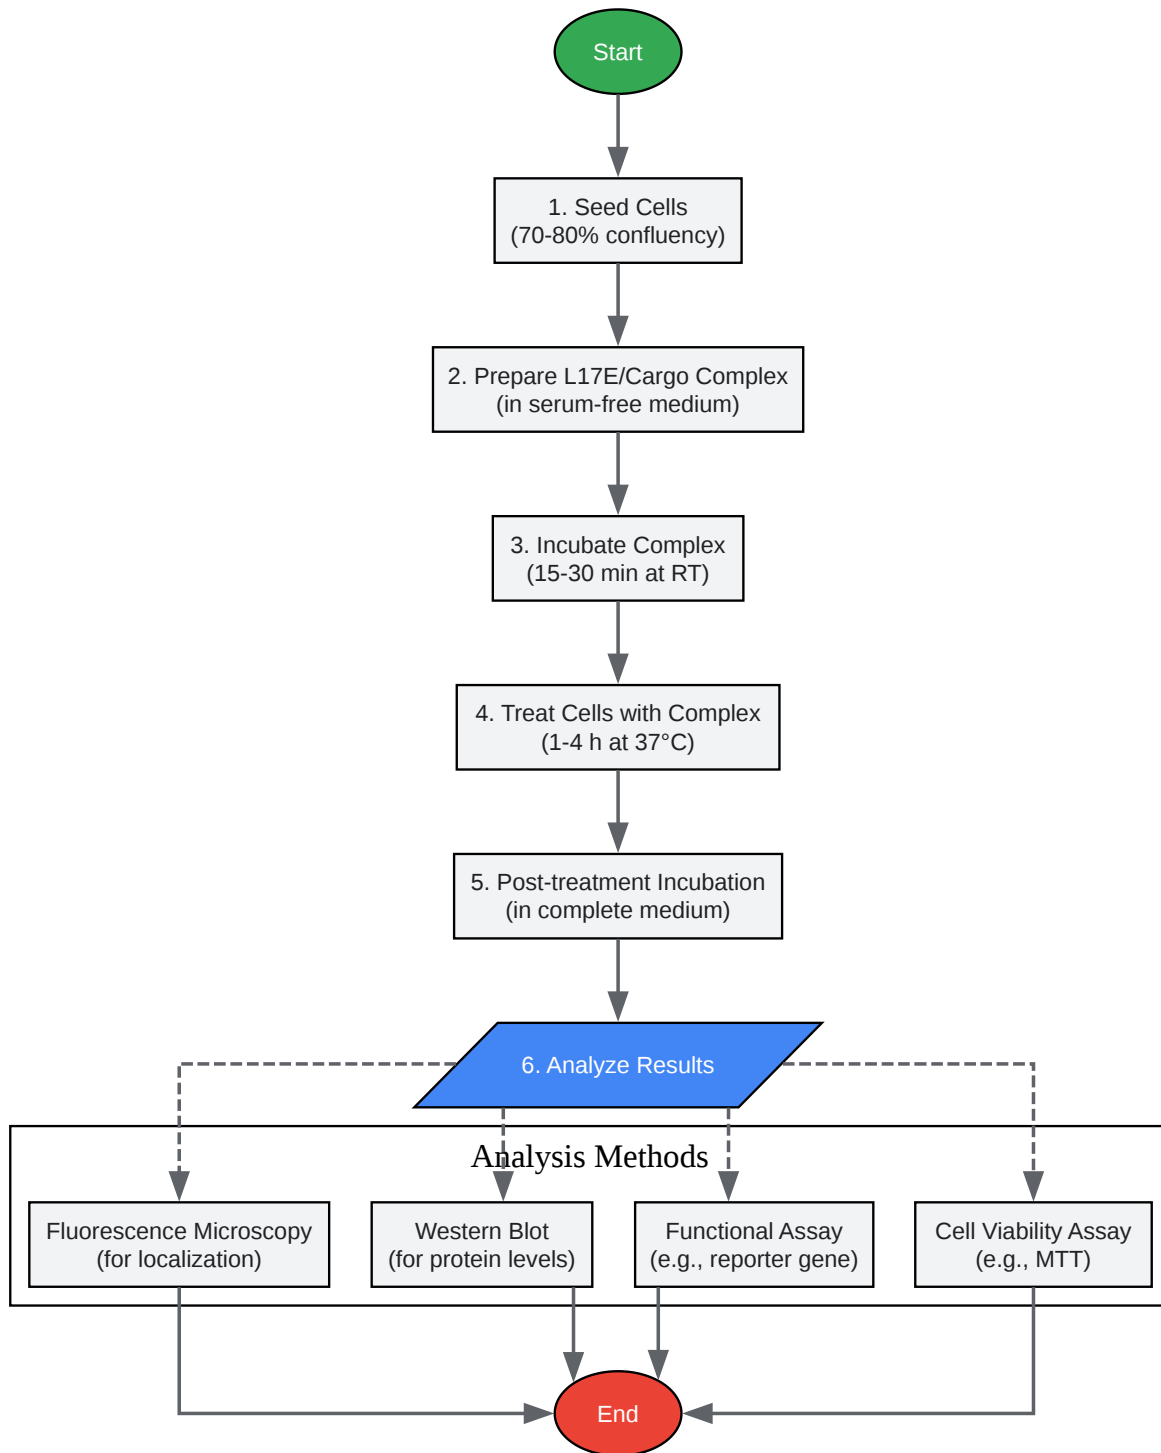 Start
1. Seed Cells
(70-80% confluency)
2. Prepare L17E/Cargo Complex
(in serum-free medium)
3. Incubate Complex
(15-30 min at RT)
4. Treat Cells with Complex
(1-4 h at 37°C)
5. Post-treatment Incubation
(in complete medium)
6. Analyze Results
Analysis Methods
Fluorescence Microscopy
(for localization)
Western Blot
(for protein levels)
Functional Assay
(e.g., reporter gene)
Cell Viability Assay
(e.g., MTT)
End